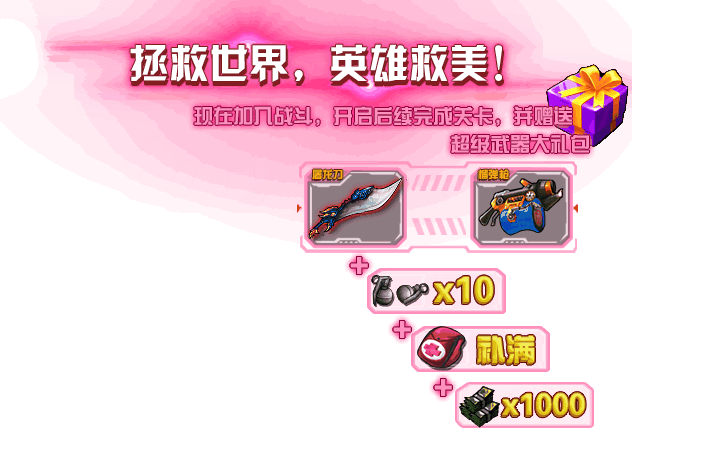 拯救世界，英雄救美！
现在加入战斗，开启后续完成关卡，并赠送
超级武器大礼包
屠龙刀
榴弹枪
+
x10
+
补满
+
x1000